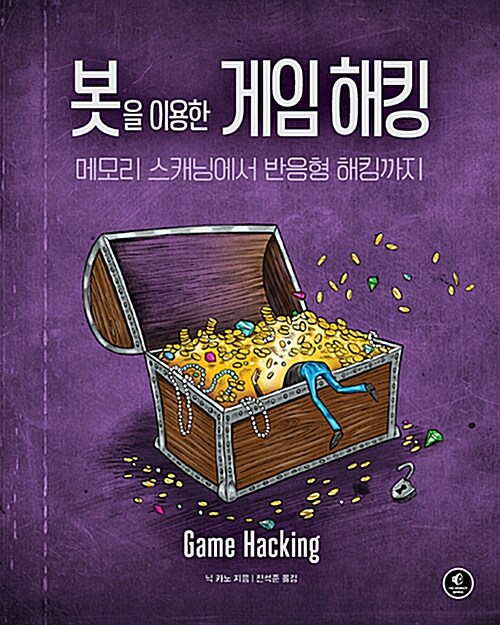 봇을 이용한 게임 해킹
메모리 스캐닝에서 반응형 해킹까지
Game Hacking
닉 카노 지음 | 진석준 옮김